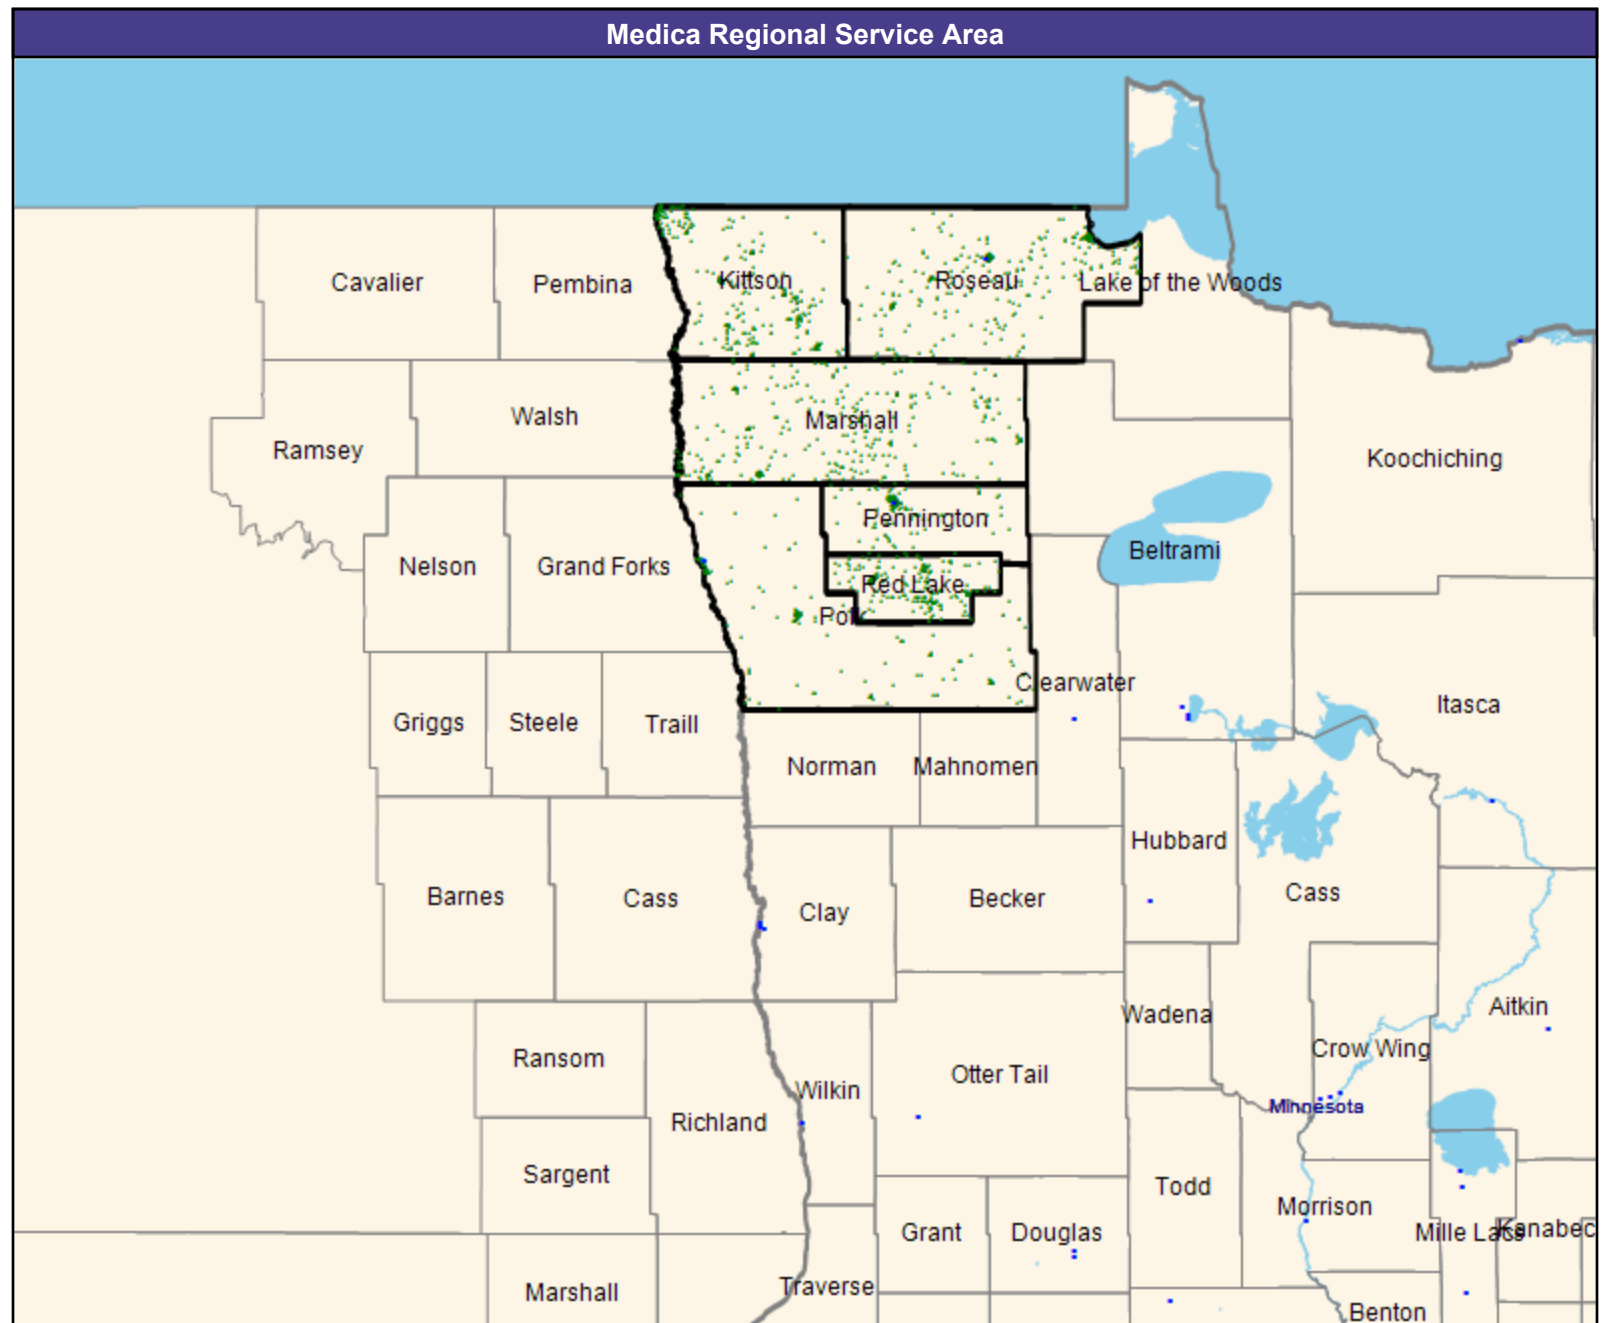 Medica Regional Service Area
Cavalier
Pembina
Kittson
Roseau
Lake of the Woods
Ramsey
Walsh
Marshall
Koochiching
Nelson
Grand Forks
Pennington
Red Lake
Polk
Beltrami
Clearwater
Griggs
Steele
Traill
Norman
Mahnomen
Itasca
Barnes
Cass
Clay
Becker
Hubbard
Cass
Ransom
Richland
Wilkin
Otter Tail
Wadena
Crow Wing
Aitkin
Minnesota
Sargent
Todd
Morrison
Grant
Douglas
Mille Lacs
Kanabec
Marshall
Traverse
Benton